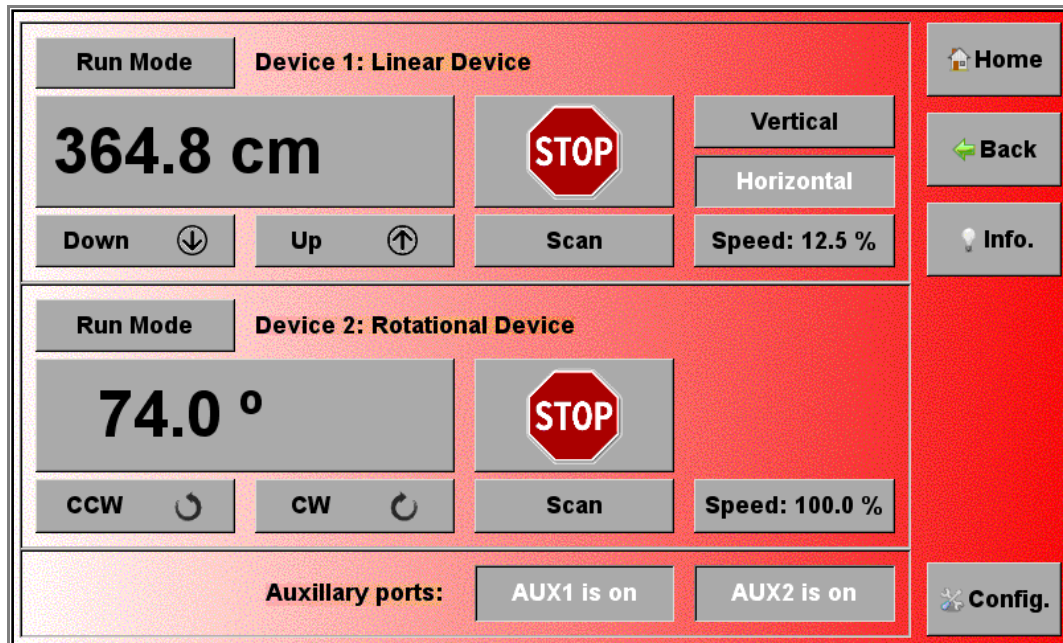 Run Mode
Device 1: Linear Device
Home
364.8 cm
STOP
Vertical
Horizontal
Back
Down
Up
Scan
Speed: 12.5 %
Info.
Run Mode
Device 2: Rotational Device
74.0 º
STOP
CCW
CW
Scan
Speed: 100.0 %
Auxillary ports:
AUX1 is on
AUX2 is on
Config.